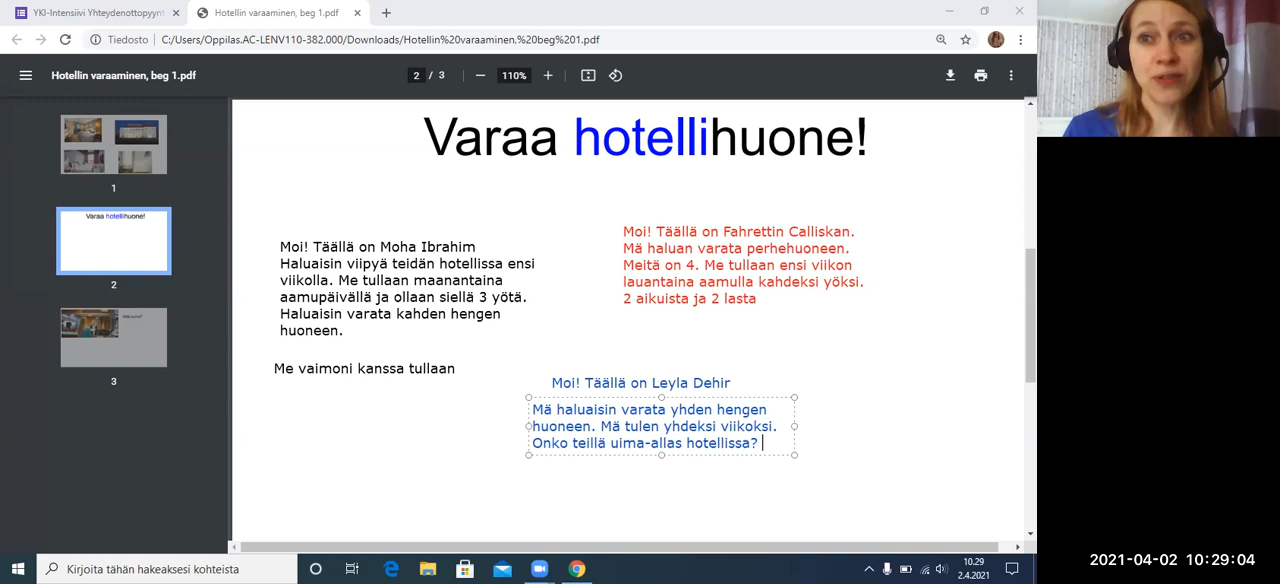 YKI-Intensiivi Yhteydenottopyynt
Hotellin varaaminen, beg 1.pdf
Tiedosto
C:/Users/Oppilas.AC-LENV110-382.000/Downloads/Hotellin%20varaaminen,%20beg%201.pdf
Hotellin varaaminen, beg 1.pdf
2 / 3
110%
1
Varaa hotellihuone!
2
3
Varaa hotellihuone!
Moi! Täällä on Moha Ibrahim
Haluaisin viipyä teidän hotellissa ensi
viikolla. Me tullaan maanantaina
aamupäivällä ja ollaan siellä 3 yötä.
Haluaisin varata kahden hengen
huoneen.
Me vaimoni kanssa tullaan
Moi! Täällä on Fahrettin Calliskan.
Mä haluan varata perhehuoneen.
Meitä on 4. Me tullaan ensi viikon
lauantaina aamulla kahdeksi yöksi.
2 aikuista ja 2 lasta
Moi! Täällä on Leyla Dehir
Mä haluaisin varata yhden hengen
huoneen. Mä tulen yhdeksi viikoksi.
Onko teillä uima-allas hotellissa?
Kirjoita tähän hakeaksesi kohteista
10.29
2.4.2021
2021-04-02 10:29:04